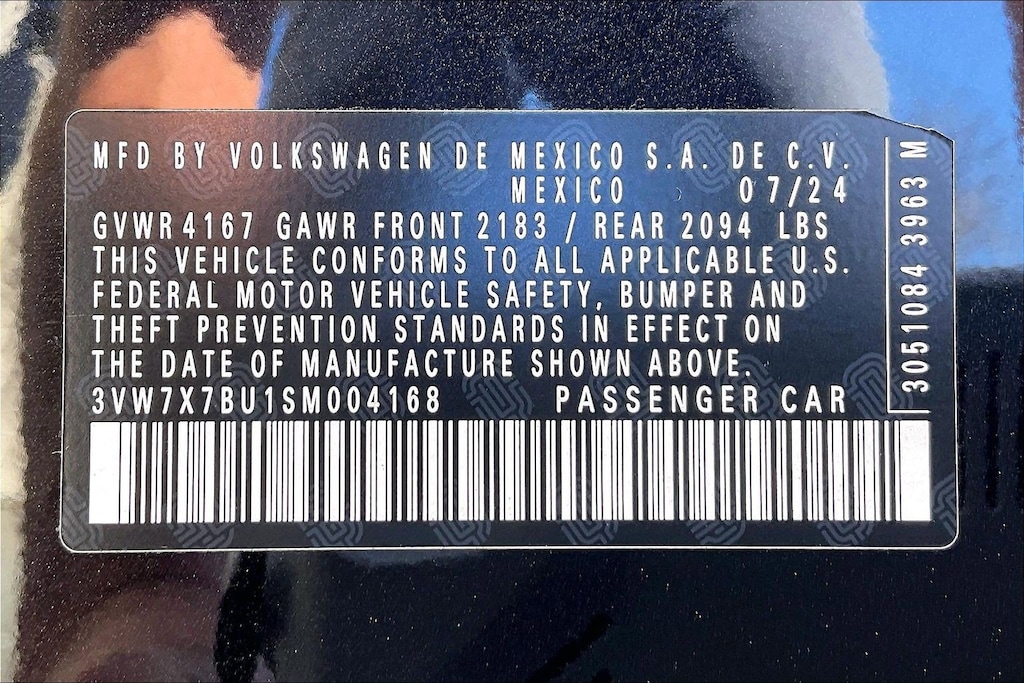 MFD BY VOLKSWAGEN DE MEXICO S.A. DE C.V.
MEXICO 07/24
GVWR 4167 GAWR FRONT 2183 / REAR 2094 LBS
THIS VEHICLE CONFORMS TO ALL APPLICABLE U.S.
FEDERAL MOTOR VEHICLE SAFETY, BUMPER AND
THEFT PREVENTION STANDARDS IN EFFECT ON
THE DATE OF MANUFACTURE SHOWN ABOVE.
3VW7X7BU1SM004168 PASSENGER CAR
3051084 3963 M